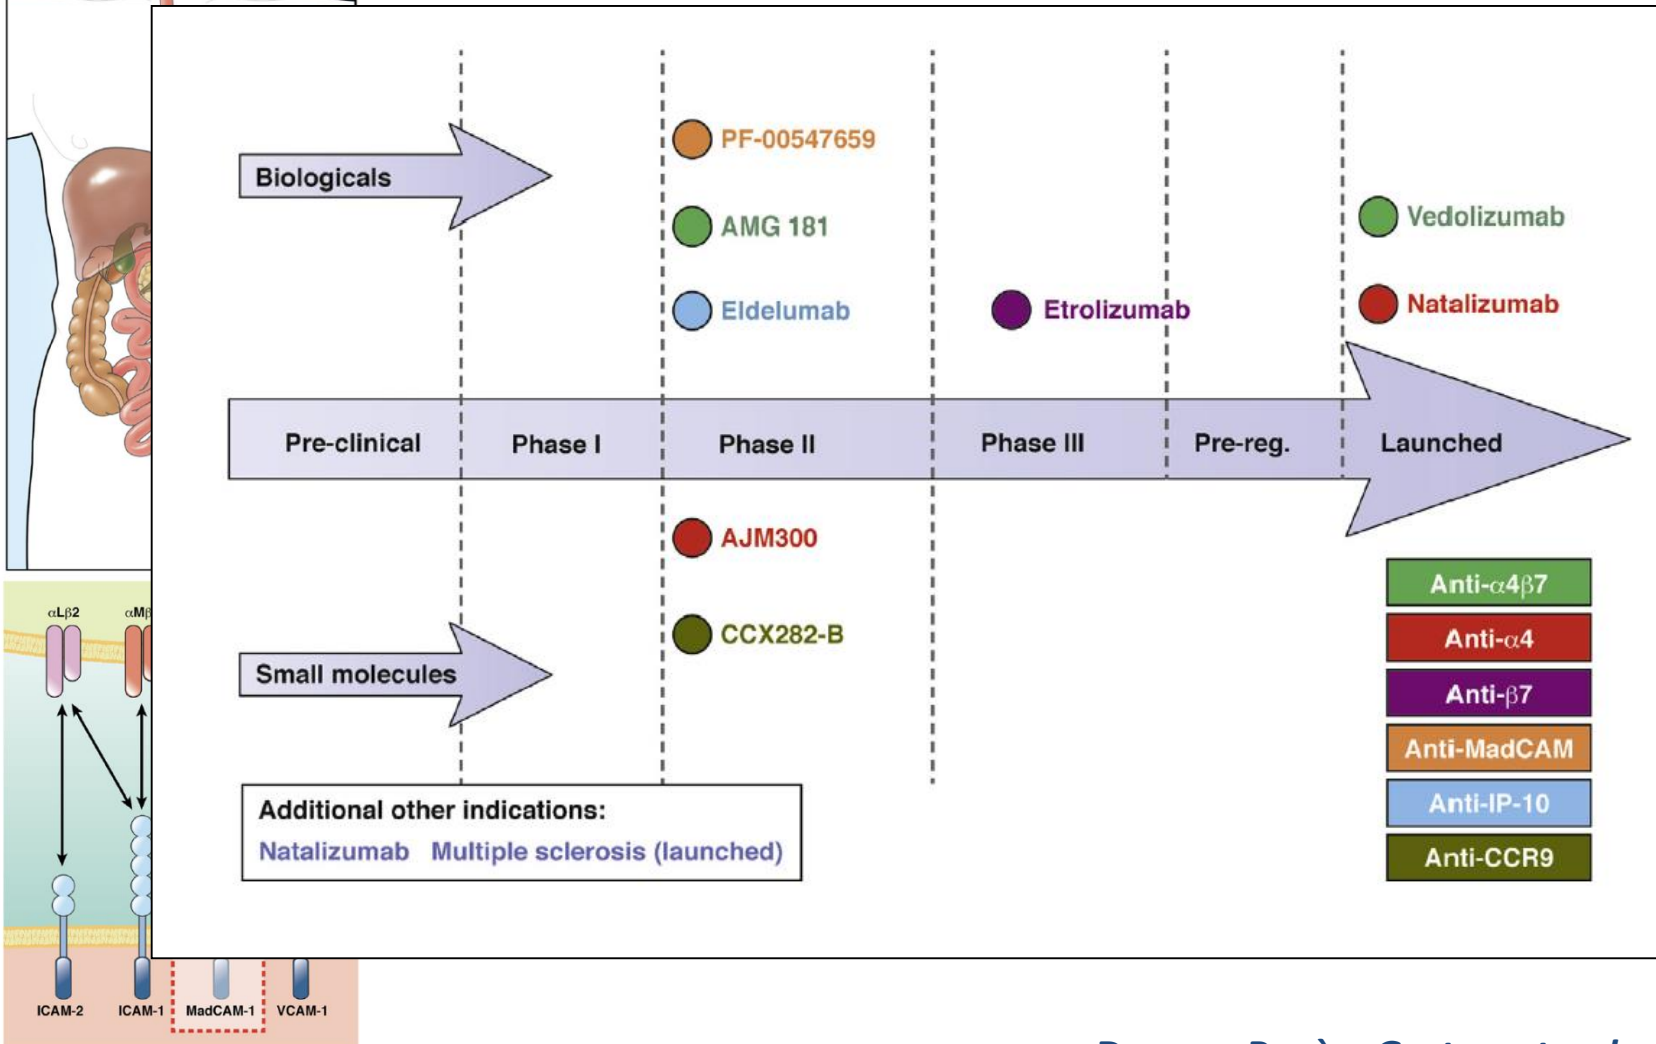 Biologicals
PF-00547659
AMG 181
Eldelumab
Etrolizumab
Vedolizumab
Natalizumab
Pre-clinical
Phase I
Phase II
Phase III
Pre-reg.
Launched
AJM300
CCX282-B
Small molecules
Anti-α4β7
Anti-α4
Anti-β7
Anti-MadCAM
Anti-IP-10
Anti-CCR9
Additional other indications:
Natalizumab Multiple sclerosis (launched)
αLβ2
ICAM-2
ICAM-1
MadCAM-1
VCAM-1